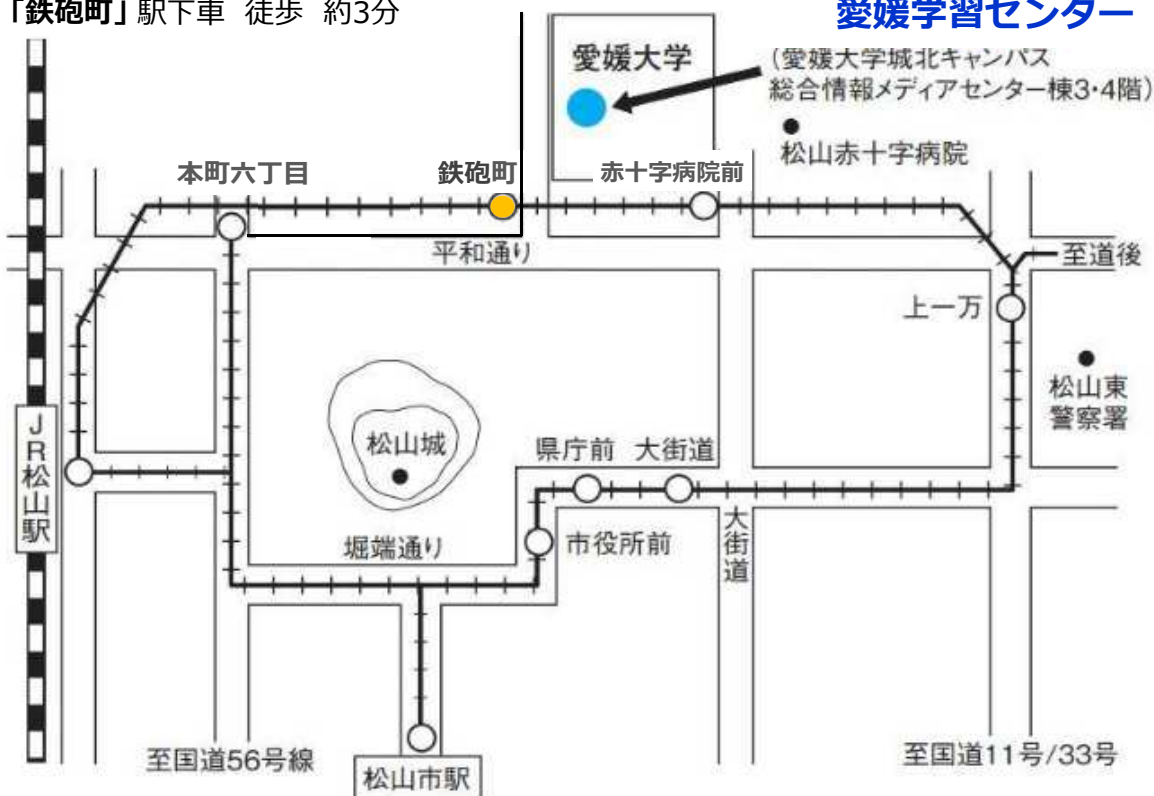 「鉄砲町」駅下車 徒歩 約3分
愛媛学習センター
愛媛大学
(愛媛大学城北キャンパス
総合情報メディアセンター棟3・4階)
松山赤十字病院
本町六丁目
鉄砲町
赤十字病院前
平和通り
至道後
上一万
松山東
警察署
JR松山駅
松山城
県庁前
大街道
堀端通り
市役所前
大街道
至国道56号線
松山市駅
至国道11号/33号